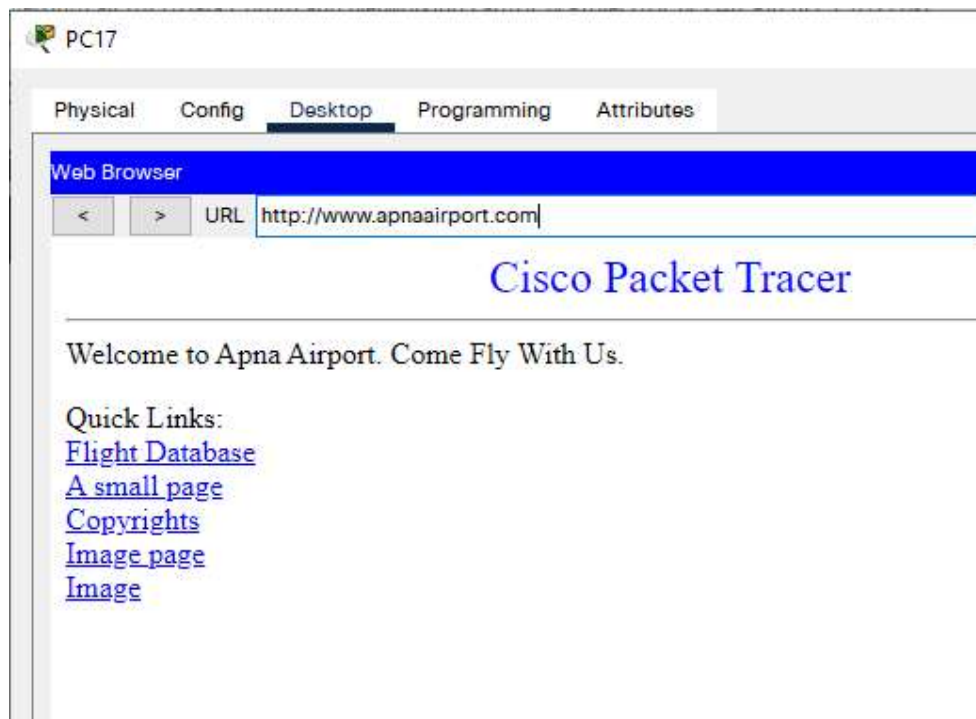 PC17
Physical Config Desktop Programming Attributes
Web Browser
< > URL http://www.apnaairport.com
Cisco Packet Tracer
Welcome to Apna Airport. Come Fly With Us.
Quick Links:
Flight Database
A small page
Copyrights
Image page
Image